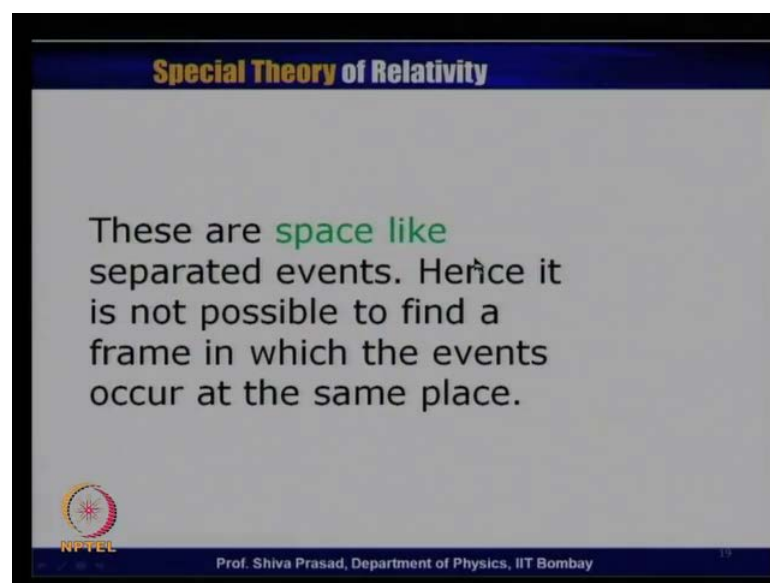 Special Theory of Relativity
These are space like
separated events. Hence it
is not possible to find a
frame in which the events
occur at the same place.
NPTEL
19
Prof. Shiva Prasad, Department of Physics, IIT Bombay